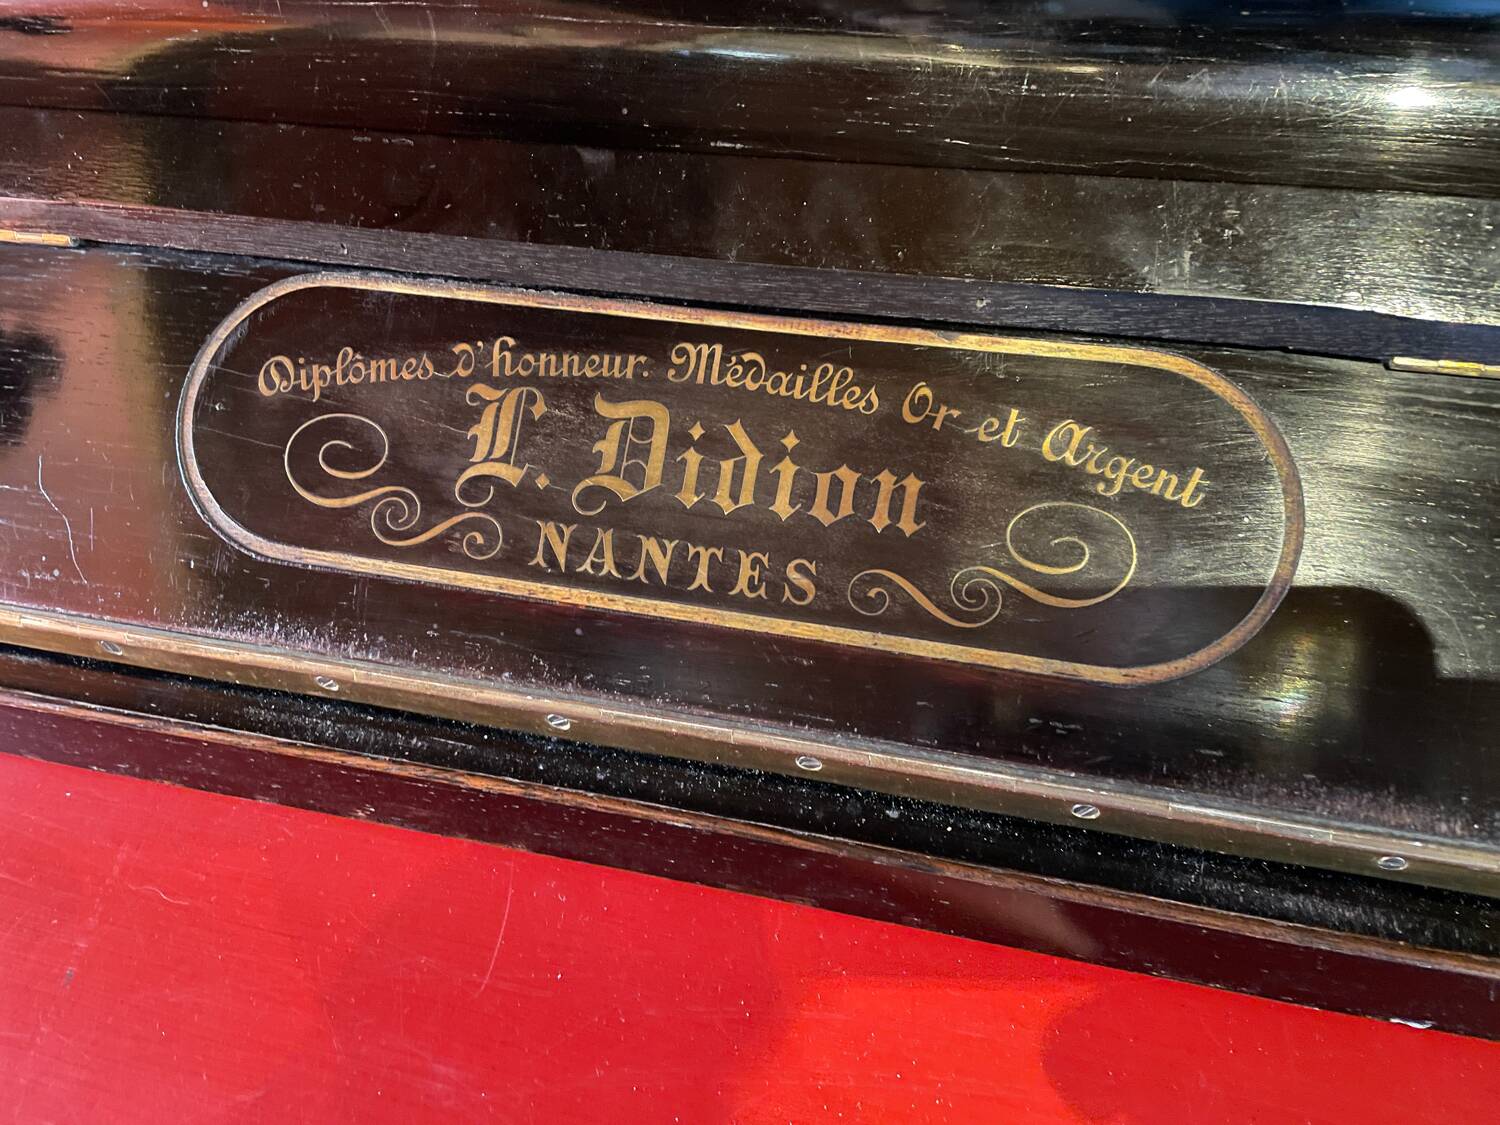 Diplômes d'honneur. Médailles Or et Argent
L. Didion
NANTES